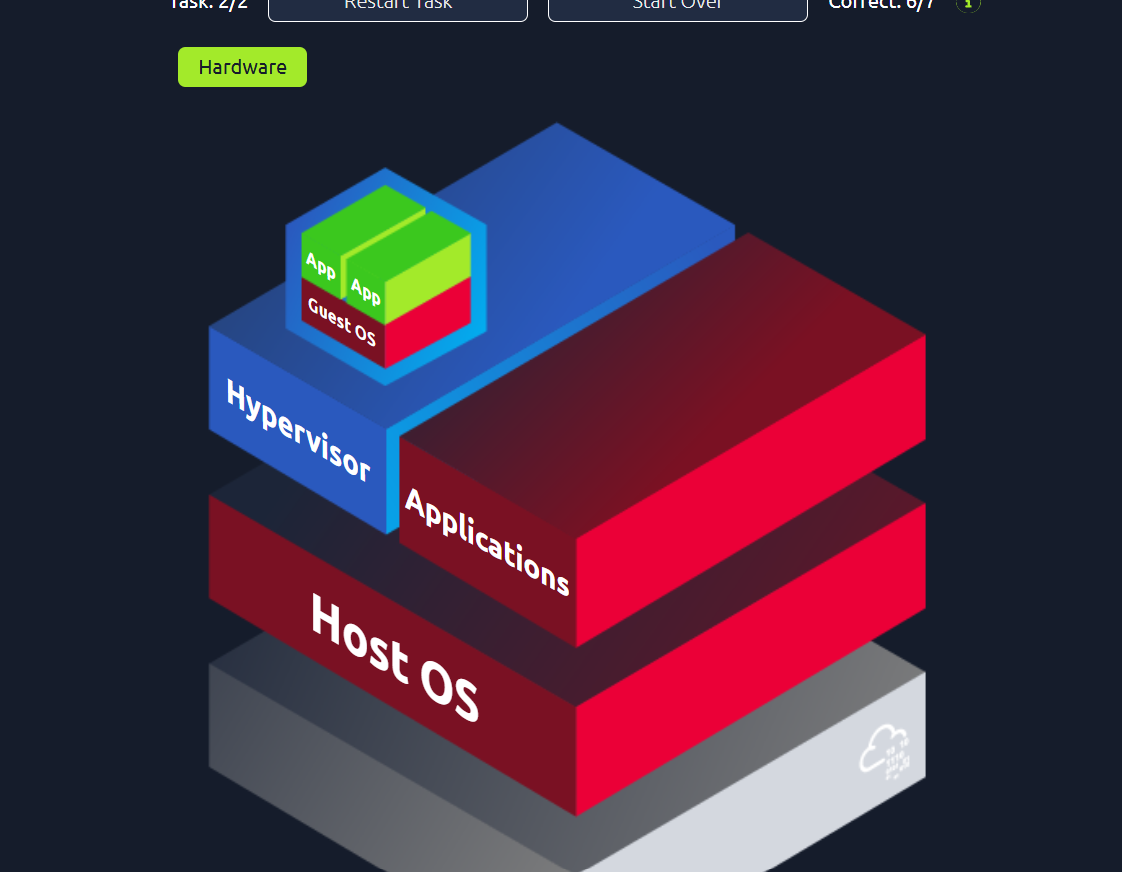 Task: 2/2
Restart Task
Start Over
Correct: 6/7
i
Hardware
App
App
Guest OS
Hypervisor
Applications
Host OS